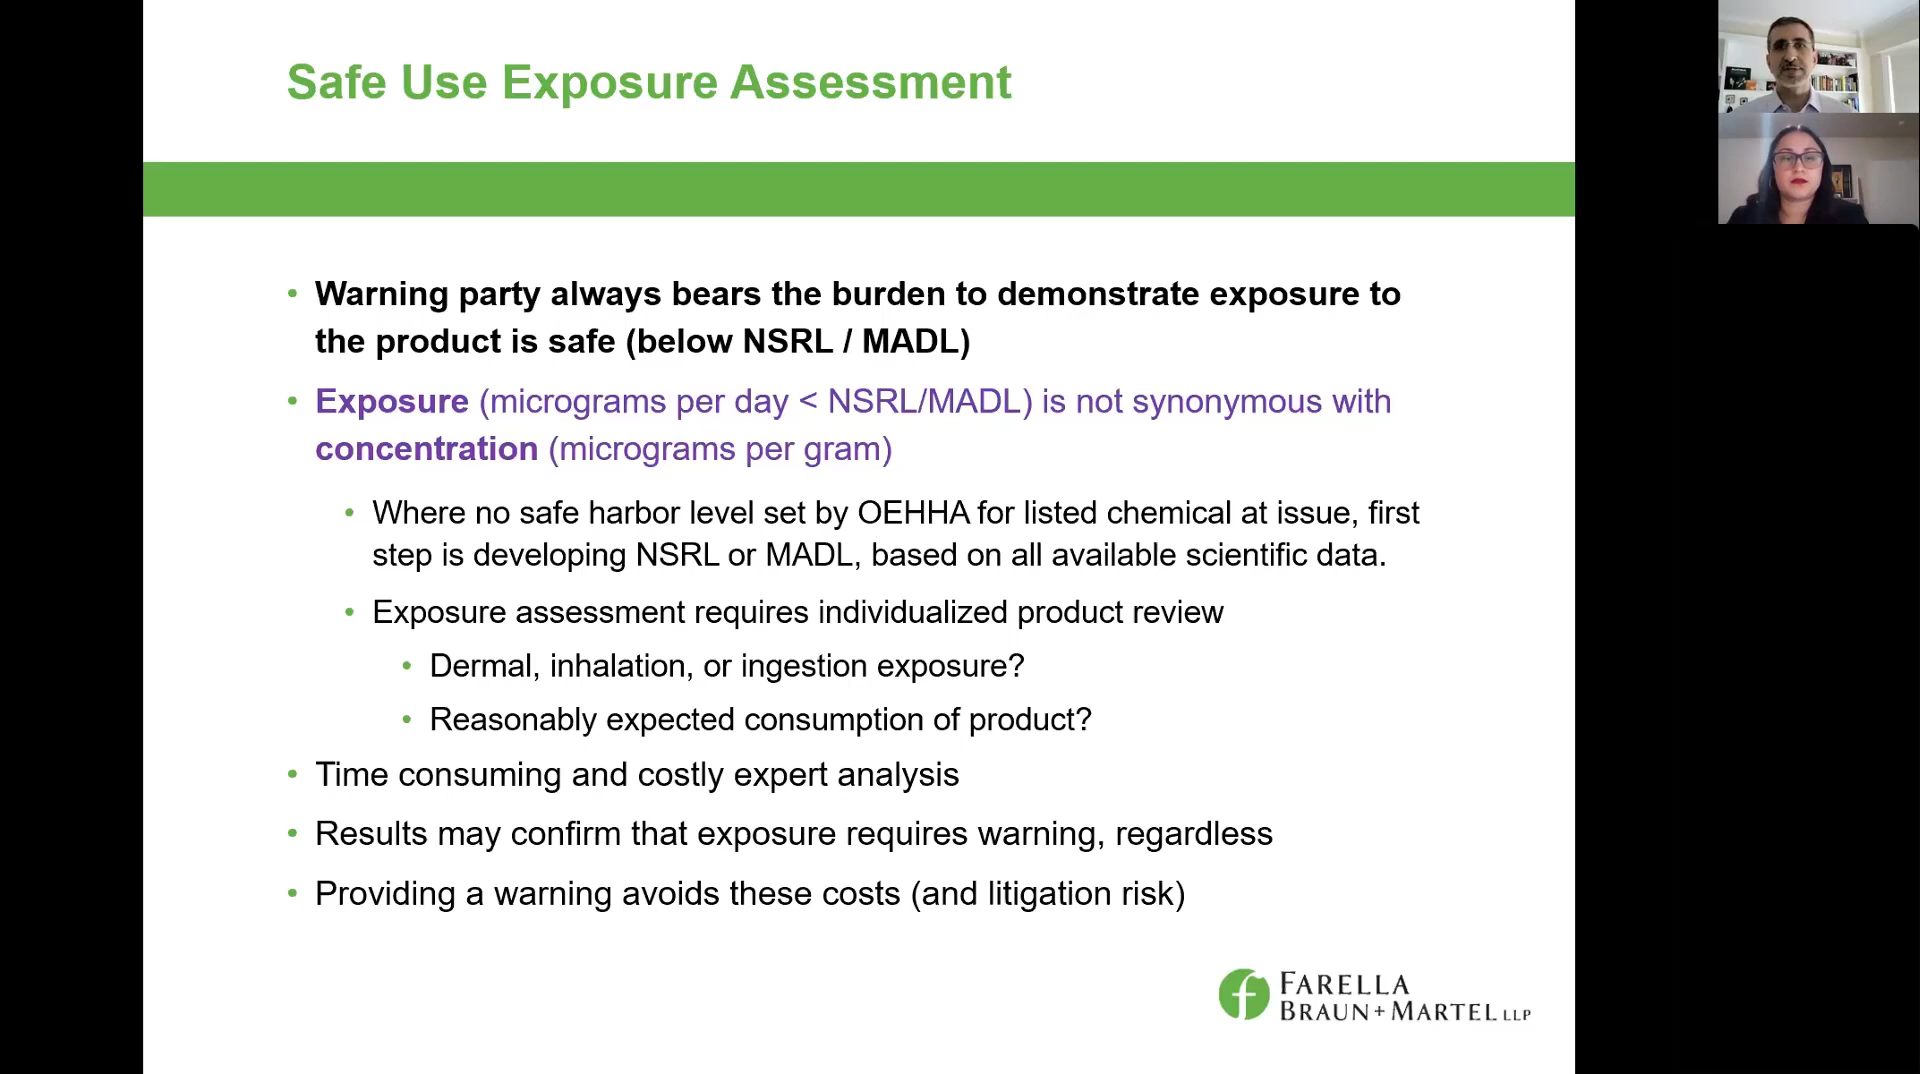 Safe Use Exposure Assessment
• Warning party always bears the burden to demonstrate exposure to
the product is safe (below NSRL / MADL)
• Exposure (micrograms per day < NSRL/MADL) is not synonymous with
concentration (micrograms per gram)
• Where no safe harbor level set by OEHHA for listed chemical at issue, first
step is developing NSRL or MADL, based on all available scientific data.
• Exposure assessment requires individualized product review
• Dermal, inhalation, or ingestion exposure?
• Reasonably expected consumption of product?
• Time consuming and costly expert analysis
• Results may confirm that exposure requires warning, regardless
• Providing a warning avoids these costs (and litigation risk)
f FARELLA
BRAUN+MARTEL LLP